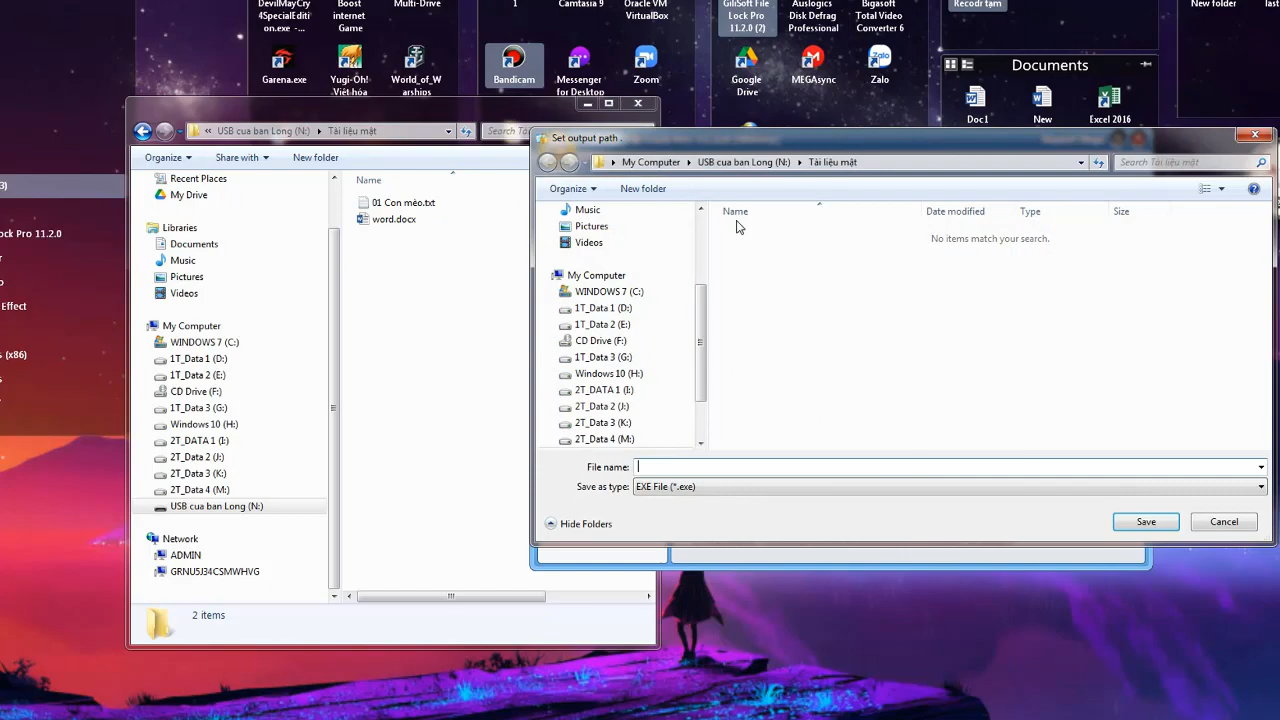 DevilMayCry
4SpecialEditi
on.exe -...
Boost
internet
Game
Multi-Drive
1
Camtasia 9
Oracle VM
VirtualBox
GiliSoft File
Lock Pro
11.2.0 (2)
Auslogics
Disk Defrag
Professional
Bigasoft
Total Video
Converter 6
Recodr tạm
New folder
last
Garena.exe
Yugi-Oh!
Việt hóa
World_of_W
arships
Bandicam
Messenger
for Desktop
Zoom
Google
Drive
MEGAsync
Zalo
Documents
Doc1
New
Excel 2016
3)
ock Pro 11.2.0
r
o
Effect
s (x86)
s
« USB cua ban Long (N:) ▸ Tài liệu mật
Search Tài
Organize
Share with
New folder
Recent Places
My Drive
Libraries
Documents
Music
Pictures
Videos
My Computer
WINDOWS 7 (C:)
1T_Data 1 (D:)
1T_Data 2 (E:)
CD Drive (F:)
1T_Data 3 (G:)
Windows 10 (H:)
2T_DATA 1 (I:)
2T_Data 2 (J:)
2T_Data 3 (K:)
2T_Data 4 (M:)
USB cua ban Long (N:)
Network
ADMIN
GRNU5J34CSMWHVG
Name
01 Con mèo.txt
word.docx
2 items
Set output path .
My Computer ▸ USB cua ban Long (N:) ▸ Tài liệu mật
Search Tài liệu mật
Organize
New folder
Music
Pictures
Videos
My Computer
WINDOWS 7 (C:)
1T_Data 1 (D:)
1T_Data 2 (E:)
CD Drive (F:)
1T_Data 3 (G:)
Windows 10 (H:)
2T_DATA 1 (I:)
2T_Data 2 (J:)
2T_Data 3 (K:)
2T_Data 4 (M:)
Name
Date modified
Type
Size
No items match your search.
File name:
Save as type: EXE File (*.exe)
Hide Folders
Save
Cancel